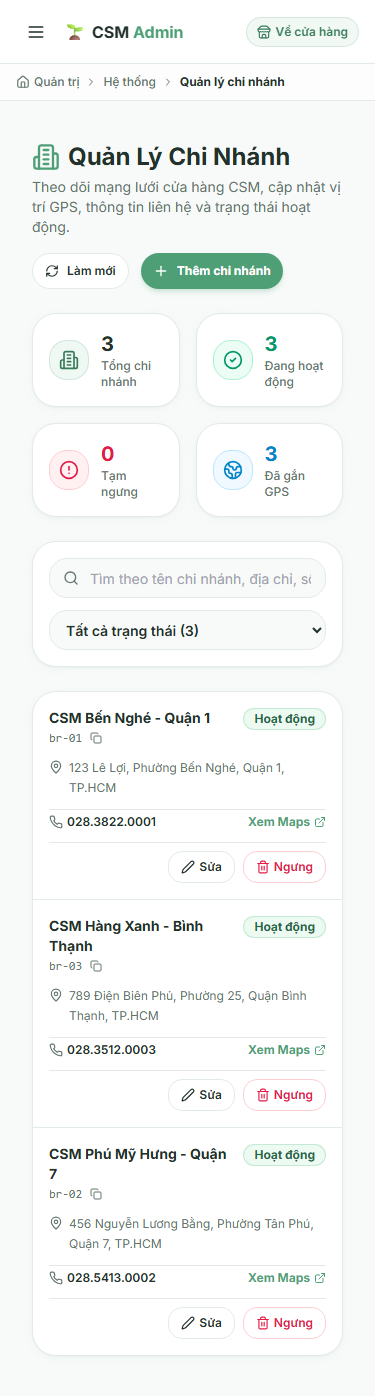 CSM Admin
Về cửa hàng
Quản trị > Hệ thống > Quản lý chi nhánh
Quản Lý Chi Nhánh
Theo dõi mạng lưới cửa hàng CSM, cập nhật vị
trí GPS, thông tin liên hệ và trạng thái hoạt
động.
Làm mới
Thêm chi nhánh
3
Tổng chi
nhánh
3
Đang hoạt
động
0
Tạm
ngưng
3
Đã gắn
GPS
Tìm theo tên chi nhánh, địa chỉ, số
Tất cả trạng thái (3)
CSM Bến Nghé - Quận 1
Hoạt động
br-01
123 Lê Lợi, Phường Bến Nghé, Quận 1,
TP.HCM
028.3822.0001
Xem Maps
Sửa
Ngưng
CSM Hàng Xanh - Bình
Thạnh
Hoạt động
br-03
789 Điện Biên Phủ, Phường 25, Quận Bình
Thạnh, TP.HCM
028.3512.0003
Xem Maps
Sửa
Ngưng
CSM Phú Mỹ Hưng - Quận
7
Hoạt động
br-02
456 Nguyễn Lương Bằng, Phường Tân Phú,
Quận 7, TP.HCM
028.5413.0002
Xem Maps
Sửa
Ngưng